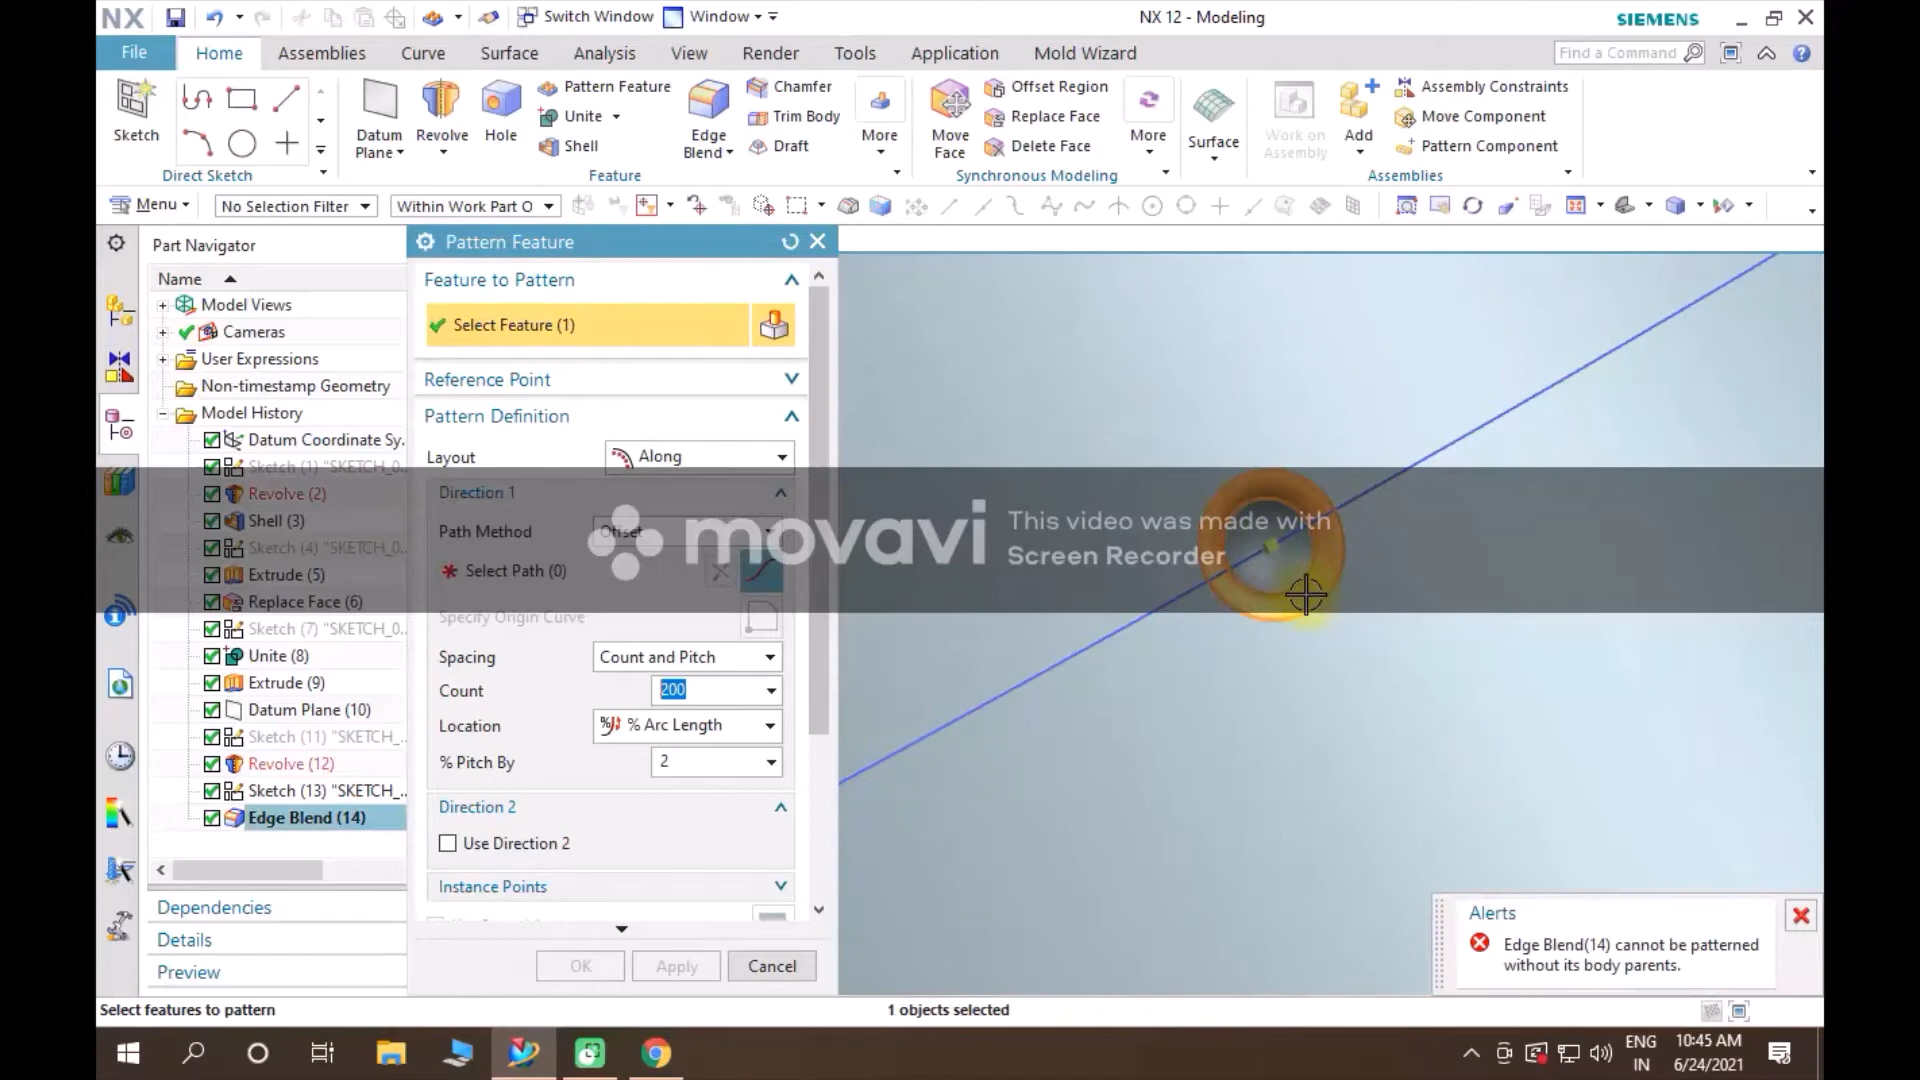 NX
Switch Window
Window
NX 12 - Modeling
SIEMENS
File
Home
Assemblies
Curve
Surface
Analysis
View
Render
Tools
Application
Mold Wizard
Find a Command
Sketch
Direct Sketch
Datum
Plane
Revolve
Hole
Pattern Feature
Unite
Shell
Edge
Blend
Chamfer
Trim Body
Draft
More
Feature
Move
Face
Offset Region
Replace Face
Delete Face
More
Synchronous Modeling
Surface
Work on
Assembly
Add
Assembly Constraints
Move Component
Pattern Component
Assemblies
Menu
No Selection Filter
Within Work Part O
Part Navigator
Name
Model Views
Cameras
User Expressions
Non-timestamp Geometry
Model History
Datum Coordinate Sy.
Sketch (1) "SKETCH_0.
Revolve (2)
Shell (3)
Sketch (4) "SKETCH_0.
Extrude (5)
Replace Face (6)
Sketch (7) "SKETCH_0.
Unite (8)
Extrude (9)
Datum Plane (10)
Sketch (11) "SKETCH_.
Revolve (12)
Sketch (13) "SKETCH_.
Edge Blend (14)
Dependencies
Details
Preview
Pattern Feature
Feature to Pattern
Select Feature (1)
Reference Point
Pattern Definition
Layout
Along
Direction 1
Path Method
Offset
* Select Path (0)
Specify Origin Curve
Spacing
Count and Pitch
Count
200
Location
% Arc Length
% Pitch By
2
Direction 2
Use Direction 2
Instance Points
OK
Apply
Cancel
movavi
This video was made with
Screen Recorder
Alerts
Edge Blend(14) cannot be patterned
without its body parents.
Select features to pattern
1 objects selected
ENG
IN
10:45 AM
6/24/2021